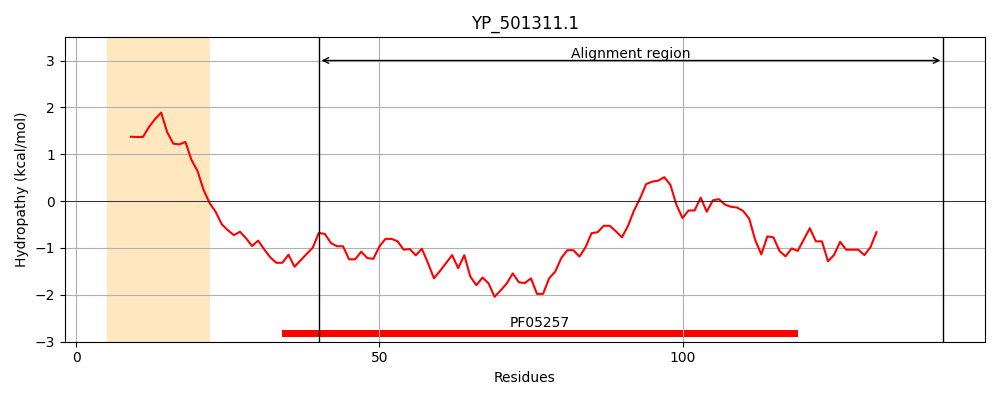 YP_501311.1
Alignment region
Hydropathy (kcal/mol)
3
2
1
0
−1
−2
−3
PF05257
0
50
100
Residues